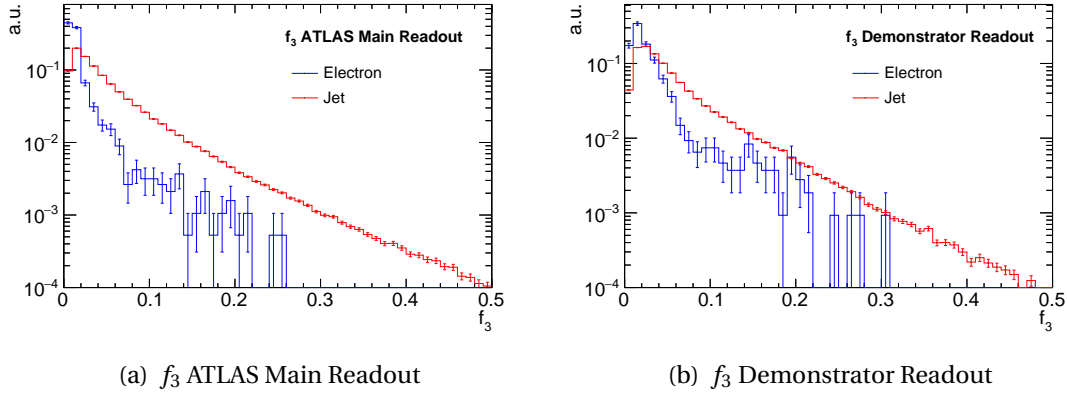 a.u.
f₃ ATLAS Main Readout
Electron
Jet
10⁻¹
10⁻²
10⁻³
10⁻⁴
0 0.1 0.2 0.3 0.4 0.5
f₃
(a) f₃ ATLAS Main Readout
a.u.
f₃ Demonstrator Readout
Electron
Jet
10⁻¹
10⁻²
10⁻³
10⁻⁴
0 0.1 0.2 0.3 0.4 0.5
f₃
(b) f₃ Demonstrator Readout